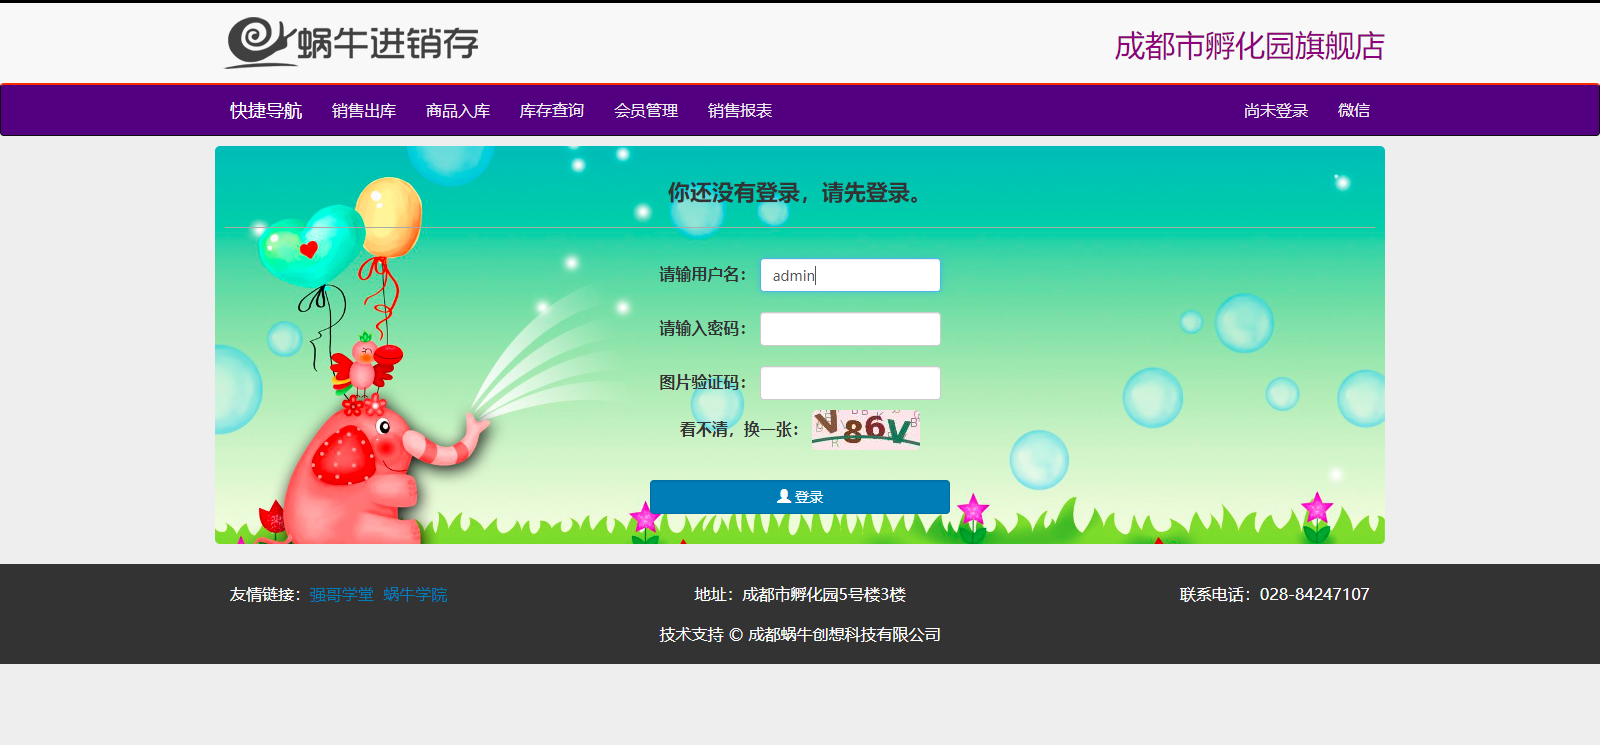 蜗牛进销存
成都市孵化园旗舰店
快捷导航 销售出库 商品入库 库存查询 会员管理 销售报表 尚未登录 微信
你还没有登录，请先登录。
请输用户名： admin
请输入密码：
图片验证码：
看不清，换一张： V86V
登录
友情链接：强哥学堂 蜗牛学院 地址：成都市孵化园5号楼3楼 联系电话：028-84247107
技术支持 © 成都蜗牛创想科技有限公司